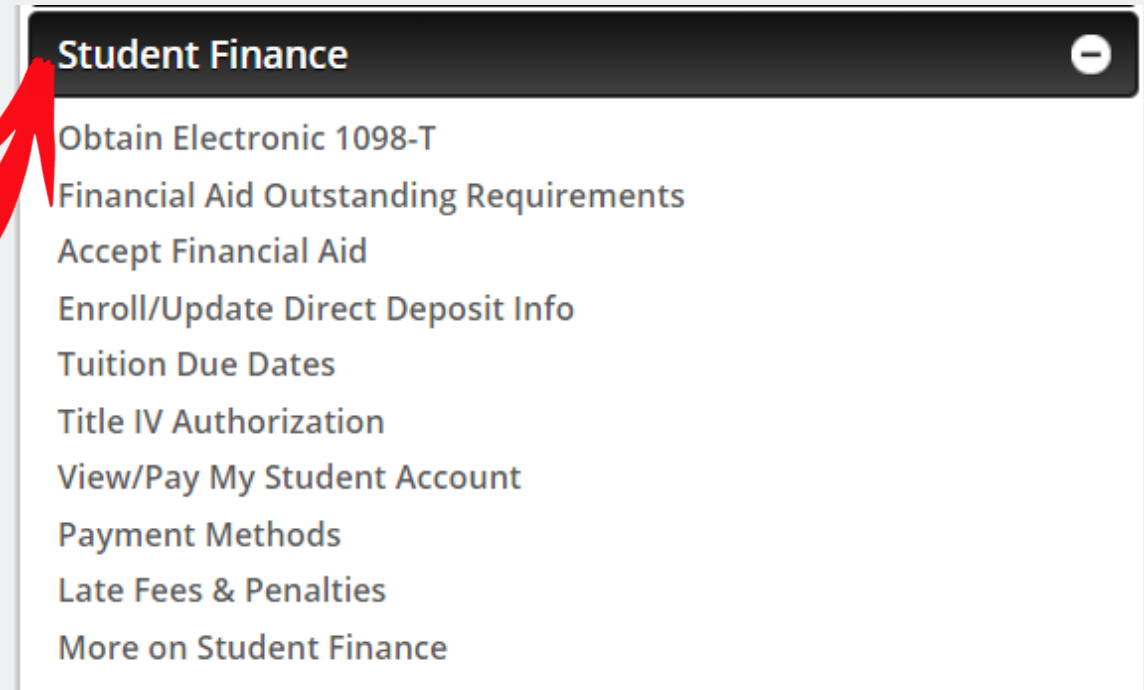 Student Finance
Obtain Electronic 1098-T
Financial Aid Outstanding Requirements
Accept Financial Aid
Enroll/Update Direct Deposit Info
Tuition Due Dates
Title IV Authorization
View/Pay My Student Account
Payment Methods
Late Fees & Penalties
More on Student Finance